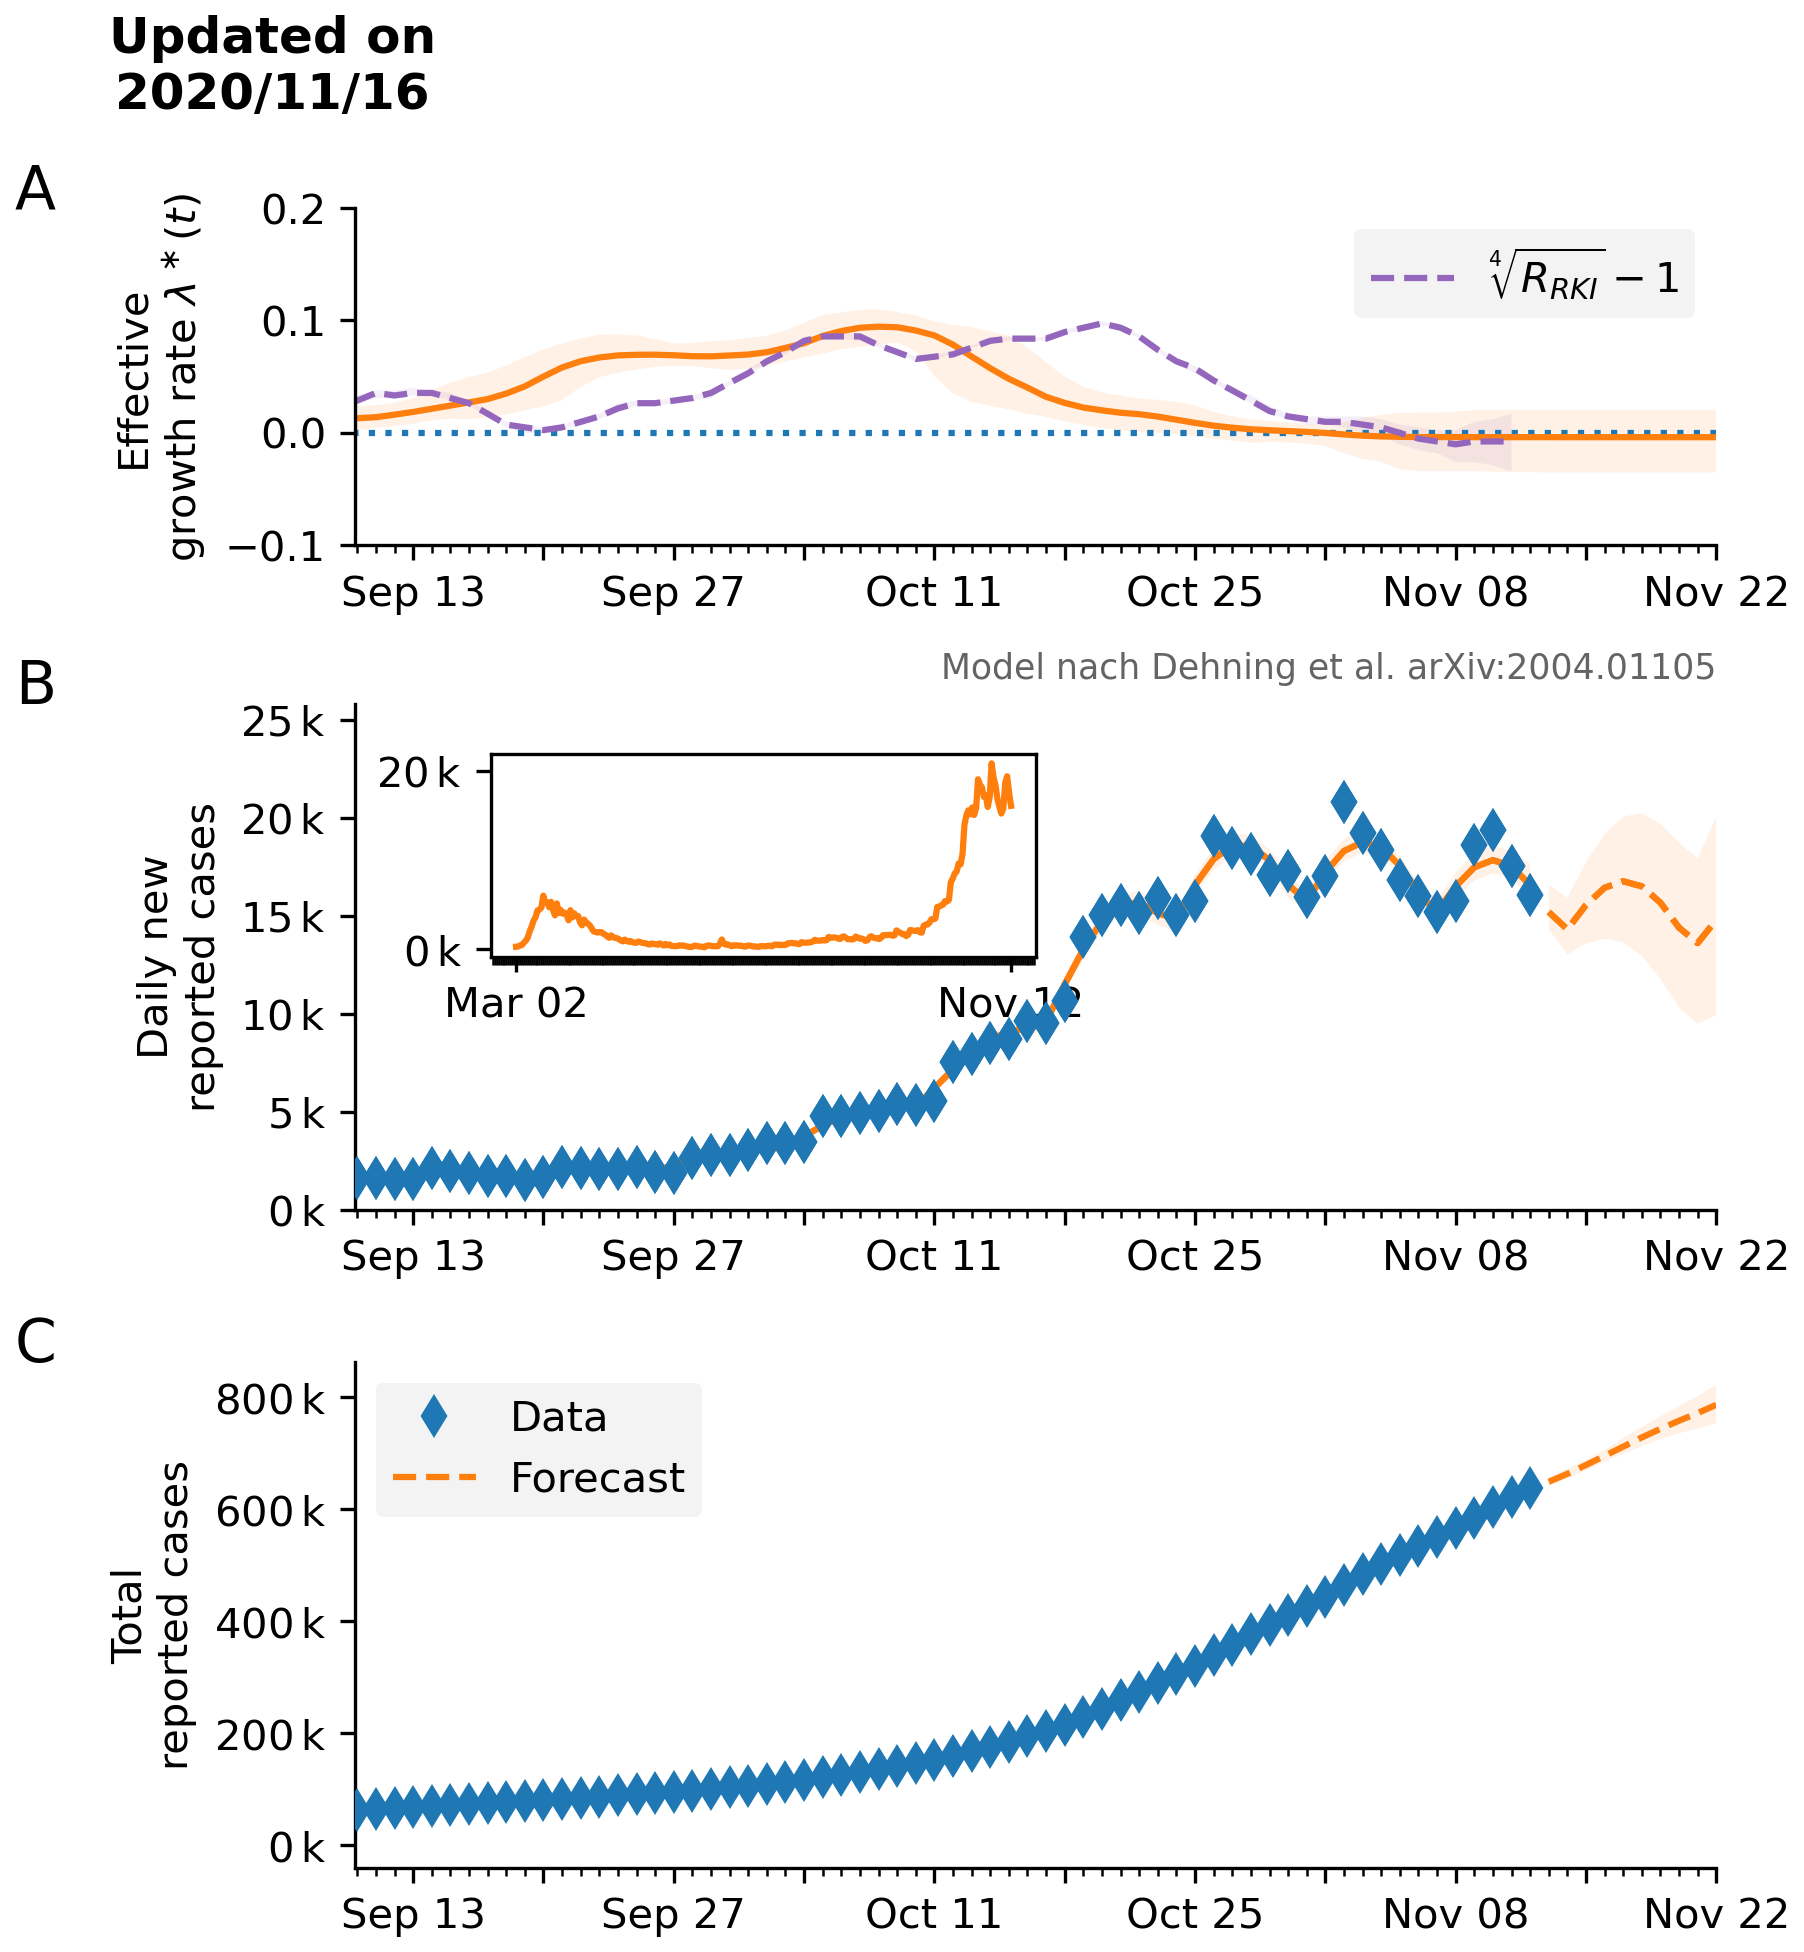 Updated on
2020/11/16
A
Effective
growth rate λ * (t)
0.2
0.1
0.0
−0.1
∜R_RKI − 1
Sep 13 Sep 27 Oct 11 Oct 25 Nov 08 Nov 22
Model nach Dehning et al. arXiv:2004.01105
B
Daily new
reported cases
25 k
20 k
15 k
10 k
5 k
0 k
20 k
0 k
Mar 02 Nov 12
Sep 13 Sep 27 Oct 11 Oct 25 Nov 08 Nov 22
C
Total
reported cases
800 k
600 k
400 k
200 k
0 k
Data
Forecast
Sep 13 Sep 27 Oct 11 Oct 25 Nov 08 Nov 22